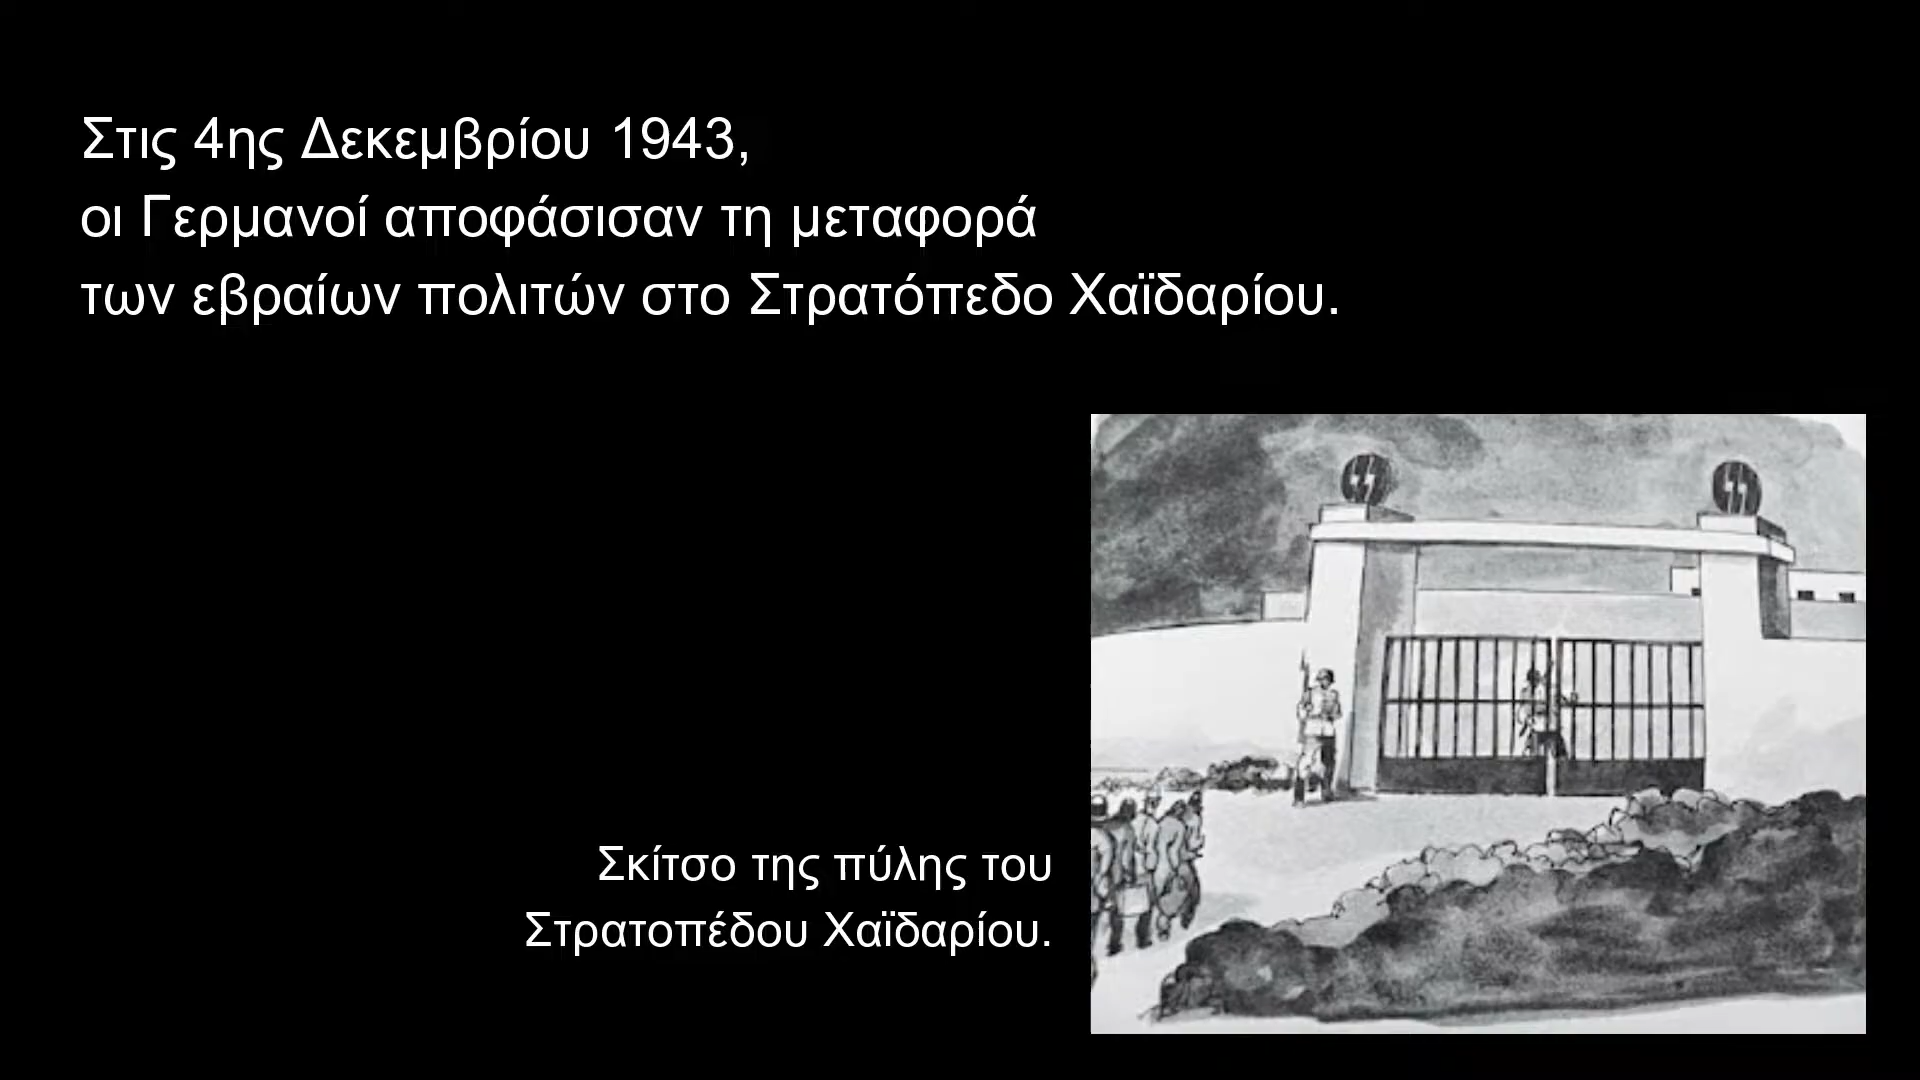 Στις 4ης Δεκεμβρίου 1943,
οι Γερμανοί αποφάσισαν τη μεταφορά
των εβραίων πολιτών στο Στρατόπεδο Χαϊδαρίου.
Σκίτσο της πύλης του
Στρατοπέδου Χαϊδαρίου.